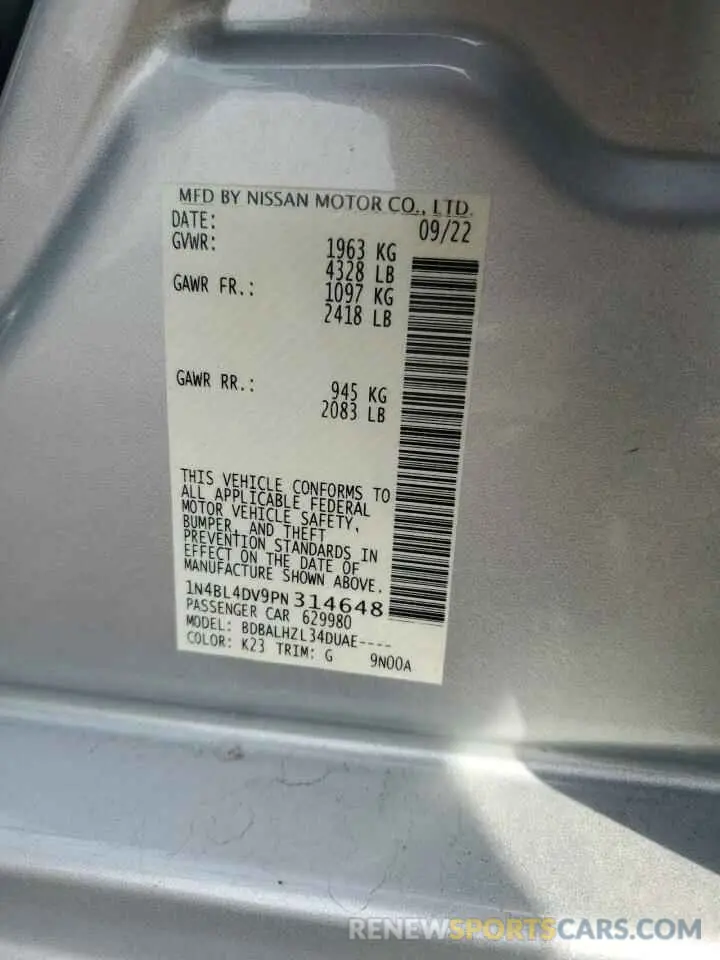 MFD BY NISSAN MOTOR CO., LTD.
DATE: 09/22
GVWR: 1963 KG
4328 LB
GAWR FR.: 1097 KG
2418 LB
GAWR RR.: 945 KG
2083 LB
THIS VEHICLE CONFORMS TO
ALL APPLICABLE FEDERAL
MOTOR VEHICLE SAFETY,
BUMPER, AND THEFT
PREVENTION STANDARDS IN
EFFECT ON THE DATE OF
MANUFACTURE SHOWN ABOVE.
1N4BL4DV9PN314648
PASSENGER CAR 629980
MODEL: BDBALHZL34DUAE----
COLOR: K23 TRIM: G 9N00A
RENEWSPORTSCARS.COM